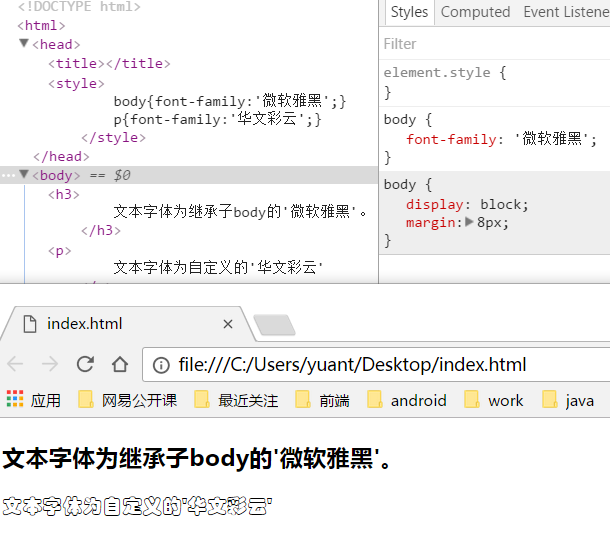 <!DOCTYPE html>
<html>
<head>
<title></title>
<style>
body{font-family:'微软雅黑';}
p{font-family:'华文彩云';}
</style>
</head>
<body> == $0
<h3>
文本字体为继承子body的'微软雅黑'。
</h3>
<p>
文本字体为自定义的'华文彩云'
Styles Computed Event Listene
Filter
element.style {
}
body {
font-family: '微软雅黑';
}
body {
display: block;
margin: 8px;
}
index.html
file:///C:/Users/yuant/Desktop/index.html
应用 网易公开课 最近关注 前端 android work java
文本字体为继承子body的'微软雅黑'。
文本字体为自定义的'华文彩云'